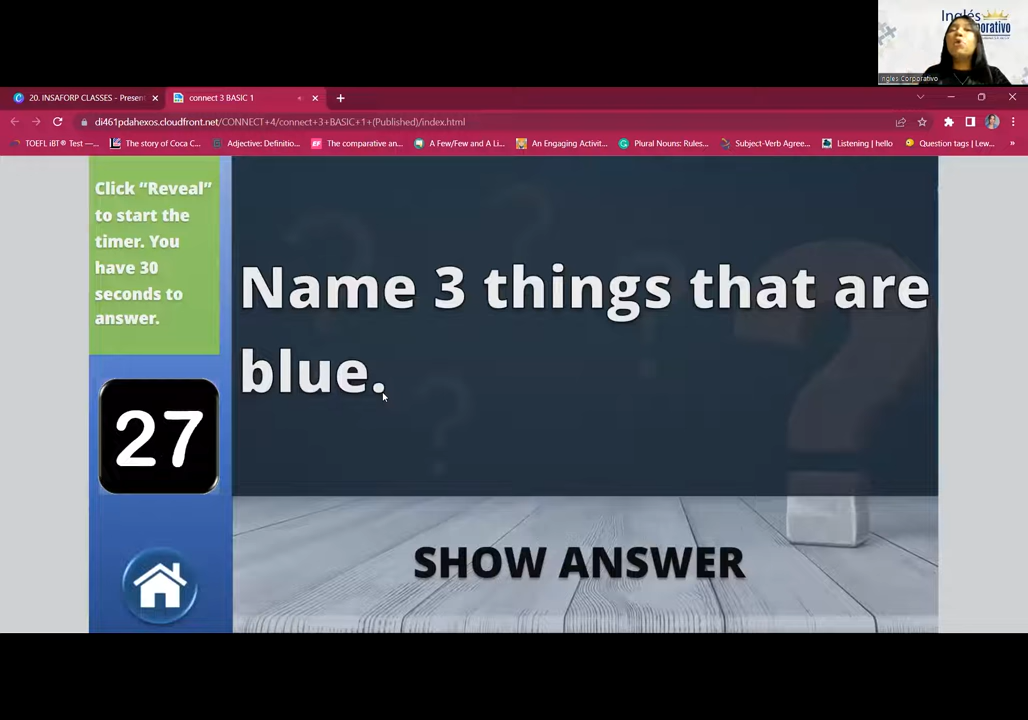 Inglés
Corporativo
Ingles Corporativo
20. INSAFORP CLASSES - Present
connect 3 BASIC 1
di461pdahexos.cloudfront.net/CONNECT+4/connect+3+BASIC+1+(Published)/index.html
TOEFL iBT® Test —...
The story of Coca C...
Adjective: Definitio...
The comparative an...
A Few/Few and A Li...
An Engaging Activit...
Plural Nouns: Rules...
Subject-Verb Agree...
Listening | hello
Question tags | Lew...
Click “Reveal”
to start the
timer. You
have 30
seconds to
answer.
27
Name 3 things that are
blue.
SHOW ANSWER